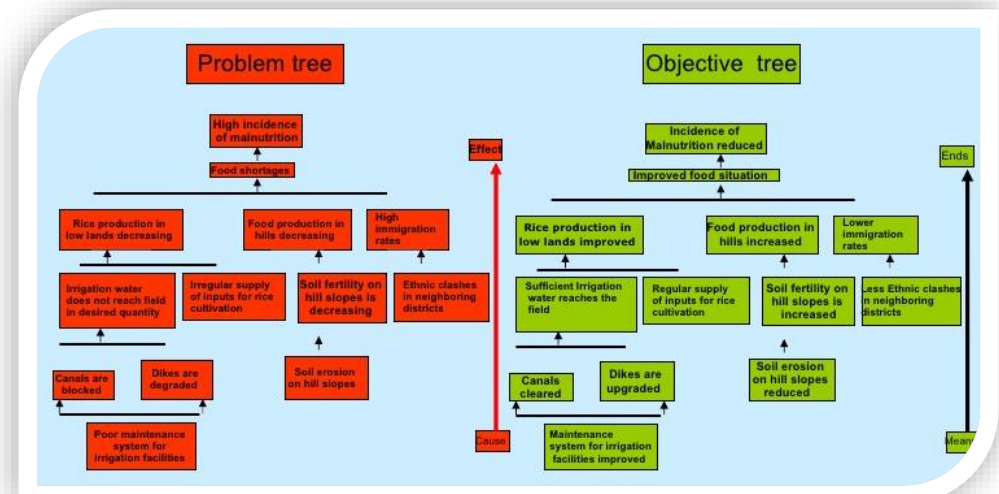 Problem tree
High incidence
of malnutrition
Effect
Food shortages
Rice production in
low lands decreasing
Food production in
hills decreasing
High
immigration
rates
Irrigation water
does not reach field
in desired quantity
Irregular supply
of inputs for rice
cultivation
Soil fertility on
hill slopes is
decreasing
Ethnic clashes
in neighboring
districts
Canals are
blocked
Dikes are
degraded
Soil erosion
on hill slopes
Poor maintenance
system for
irrigation facilities
Cause
Objective tree
Incidence of
Malnutrition reduced
Ends
Improved food situation
Rice production in
low lands improved
Food production in
hills increased
Lower
immigration
rates
Sufficient Irrigation
water reaches the
field
Regular supply
of inputs for rice
cultivation
Soil fertility on
hill slopes is
increased
Less Ethnic clashes
in neighboring
districts
Canals
cleared
Dikes are
upgraded
Soil erosion
on hill slopes
reduced
Maintenance
system for irrigation
facilities improved
Means